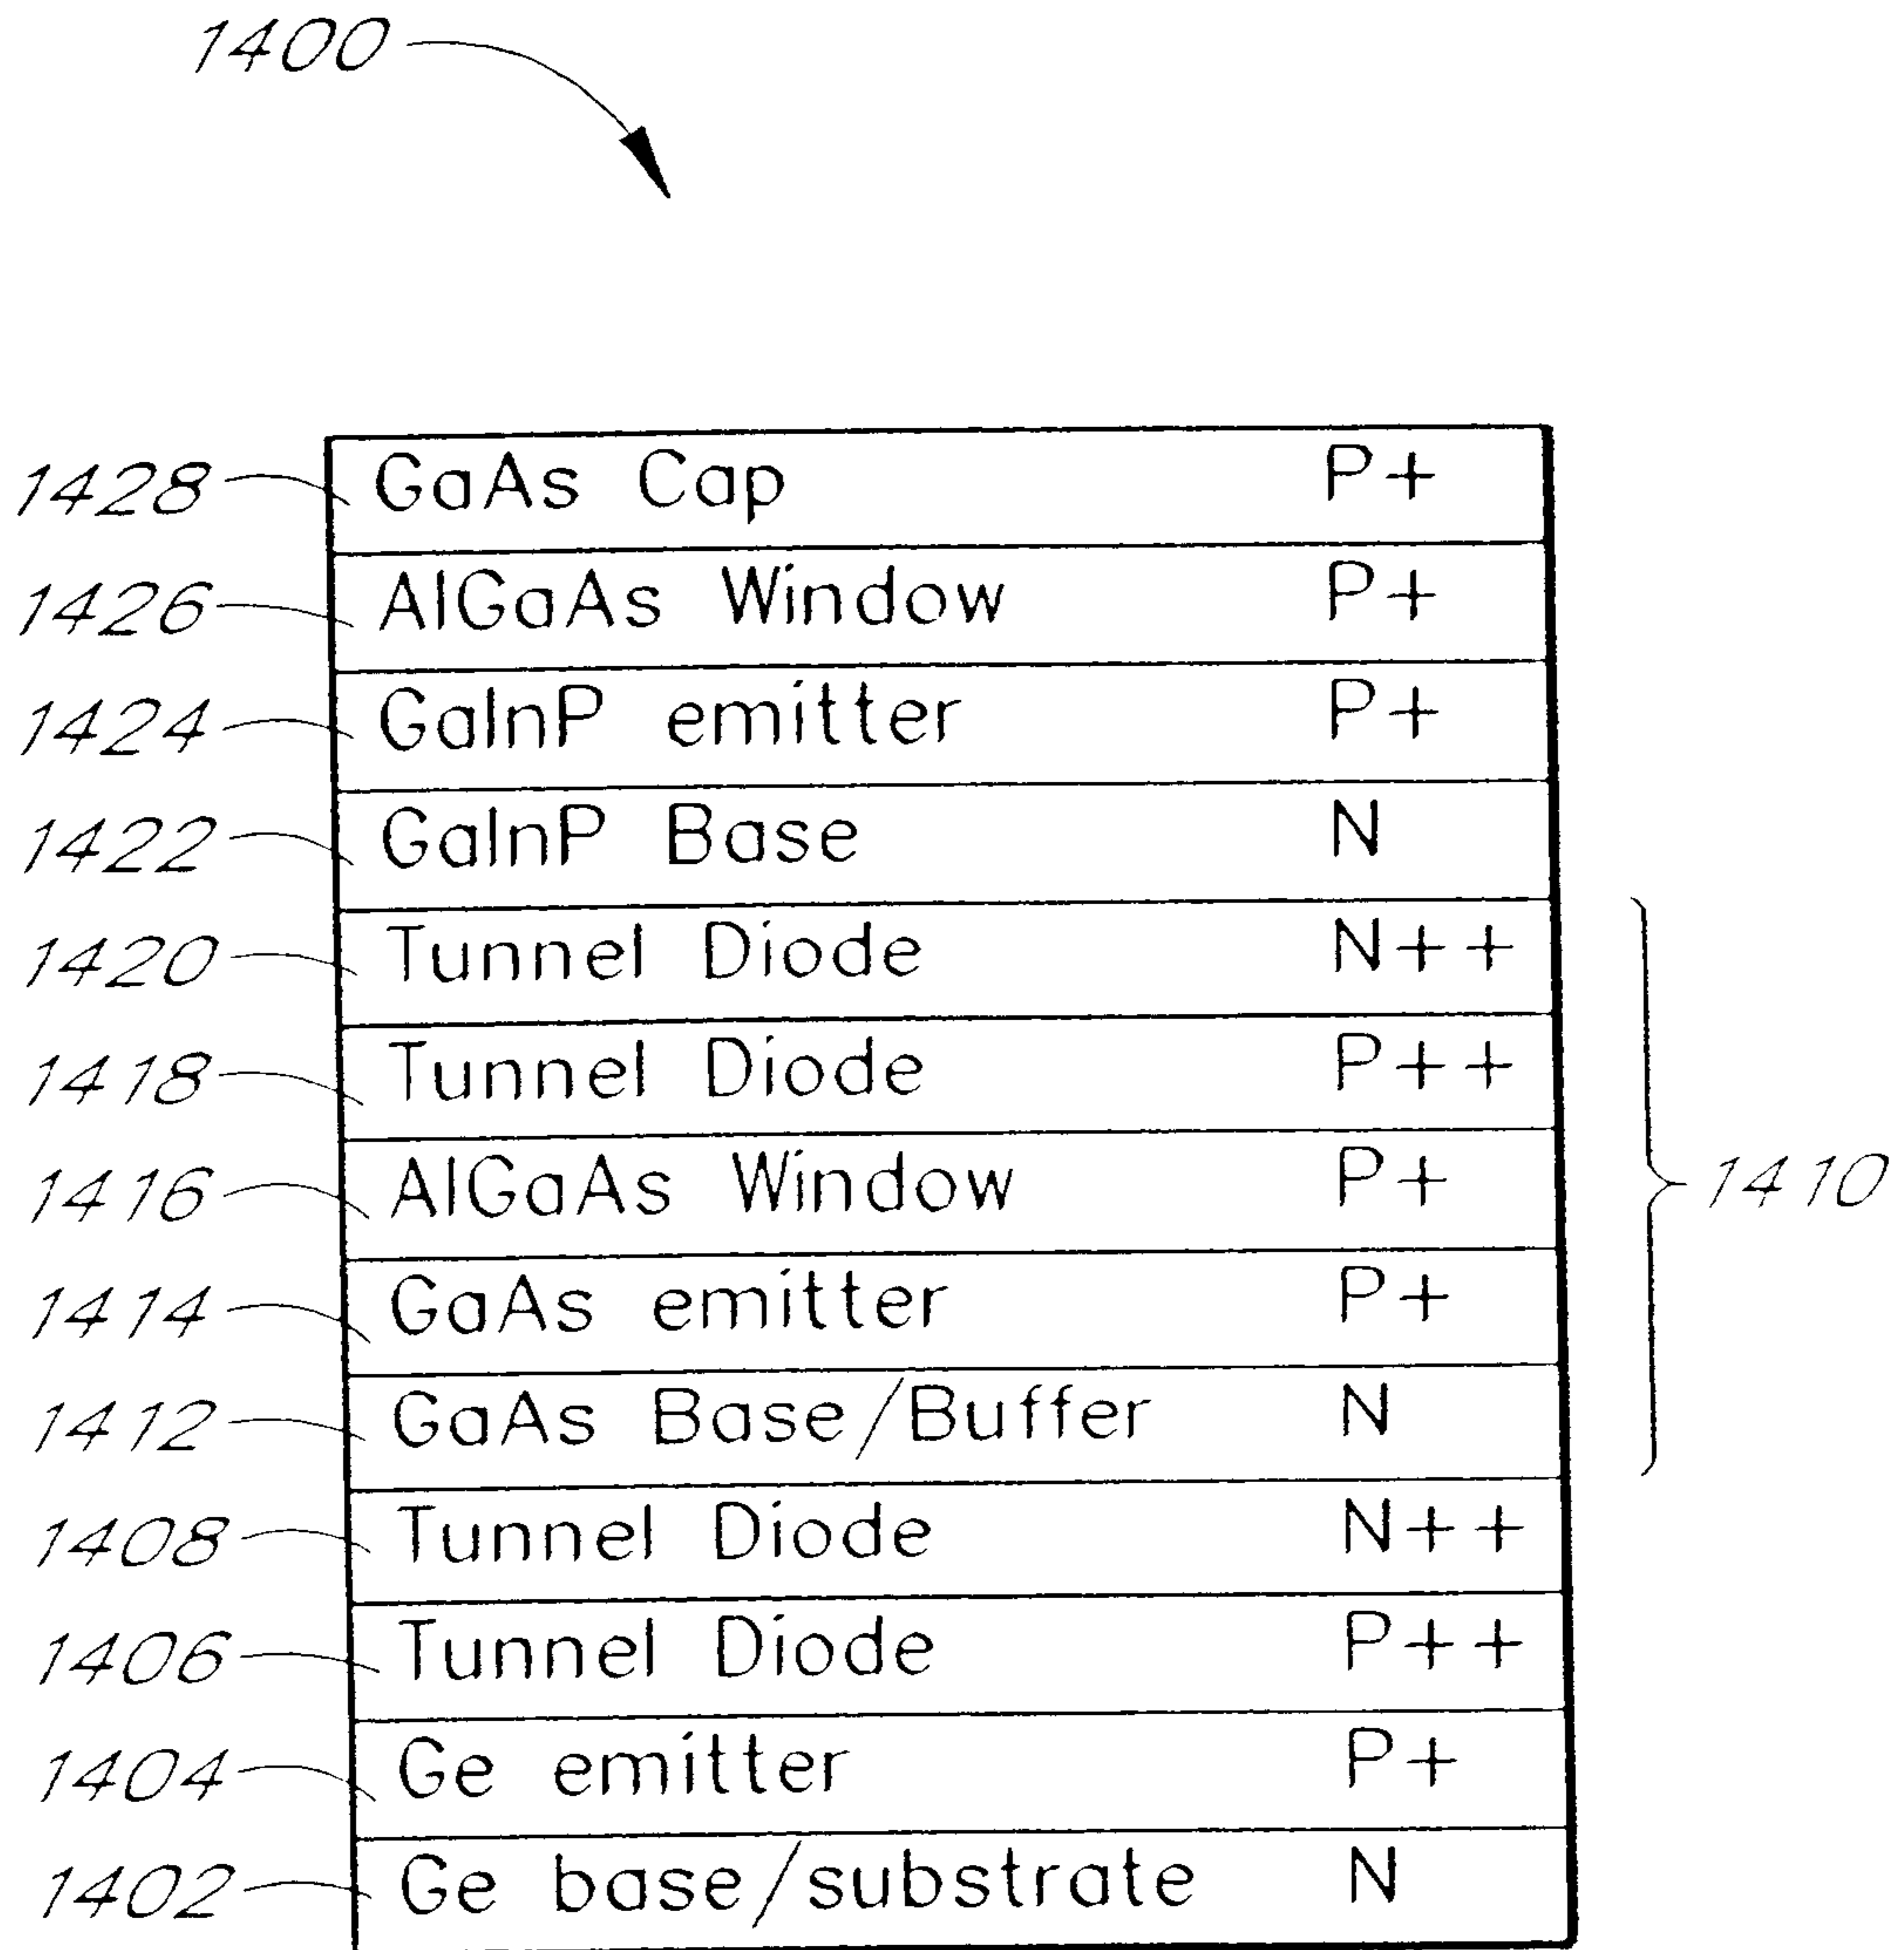 1400
1428 GaAs Cap P+
1426 AlGaAs Window P+
1424 GaInP emitter P+
1422 GaInP Base N
1420 Tunnel Diode N++
1418 Tunnel Diode P++
1416 AlGaAs Window P+
1410
1414 GaAs emitter P+
1412 GaAs Base/Buffer N
1408 Tunnel Diode N++
1406 Tunnel Diode P++
1404 Ge emitter P+
1402 Ge base/substrate N